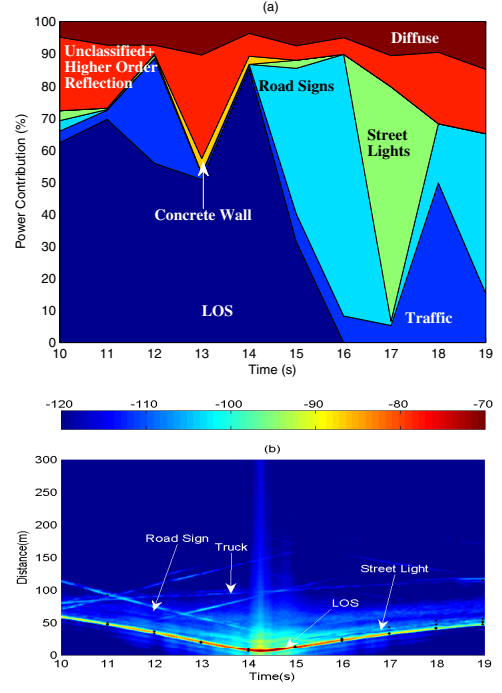 (a)
100
90
80
70
60
50
40
30
20
10
0
Power Contribution (%)
Unclassified+
Higher Order
Reflection
Diffuse
Road Signs
Street
Lights
Concrete Wall
LOS
Traffic
10 11 12 13 14 15 16 17 18 19
Time (s)
-120 -110 -100 -90 -80 -70
(b)
300
250
200
150
100
50
0
Distance(m)
Road Sign
Truck
Street Light
LOS
10 11 12 13 14 15 16 17 18 19
Time(s)